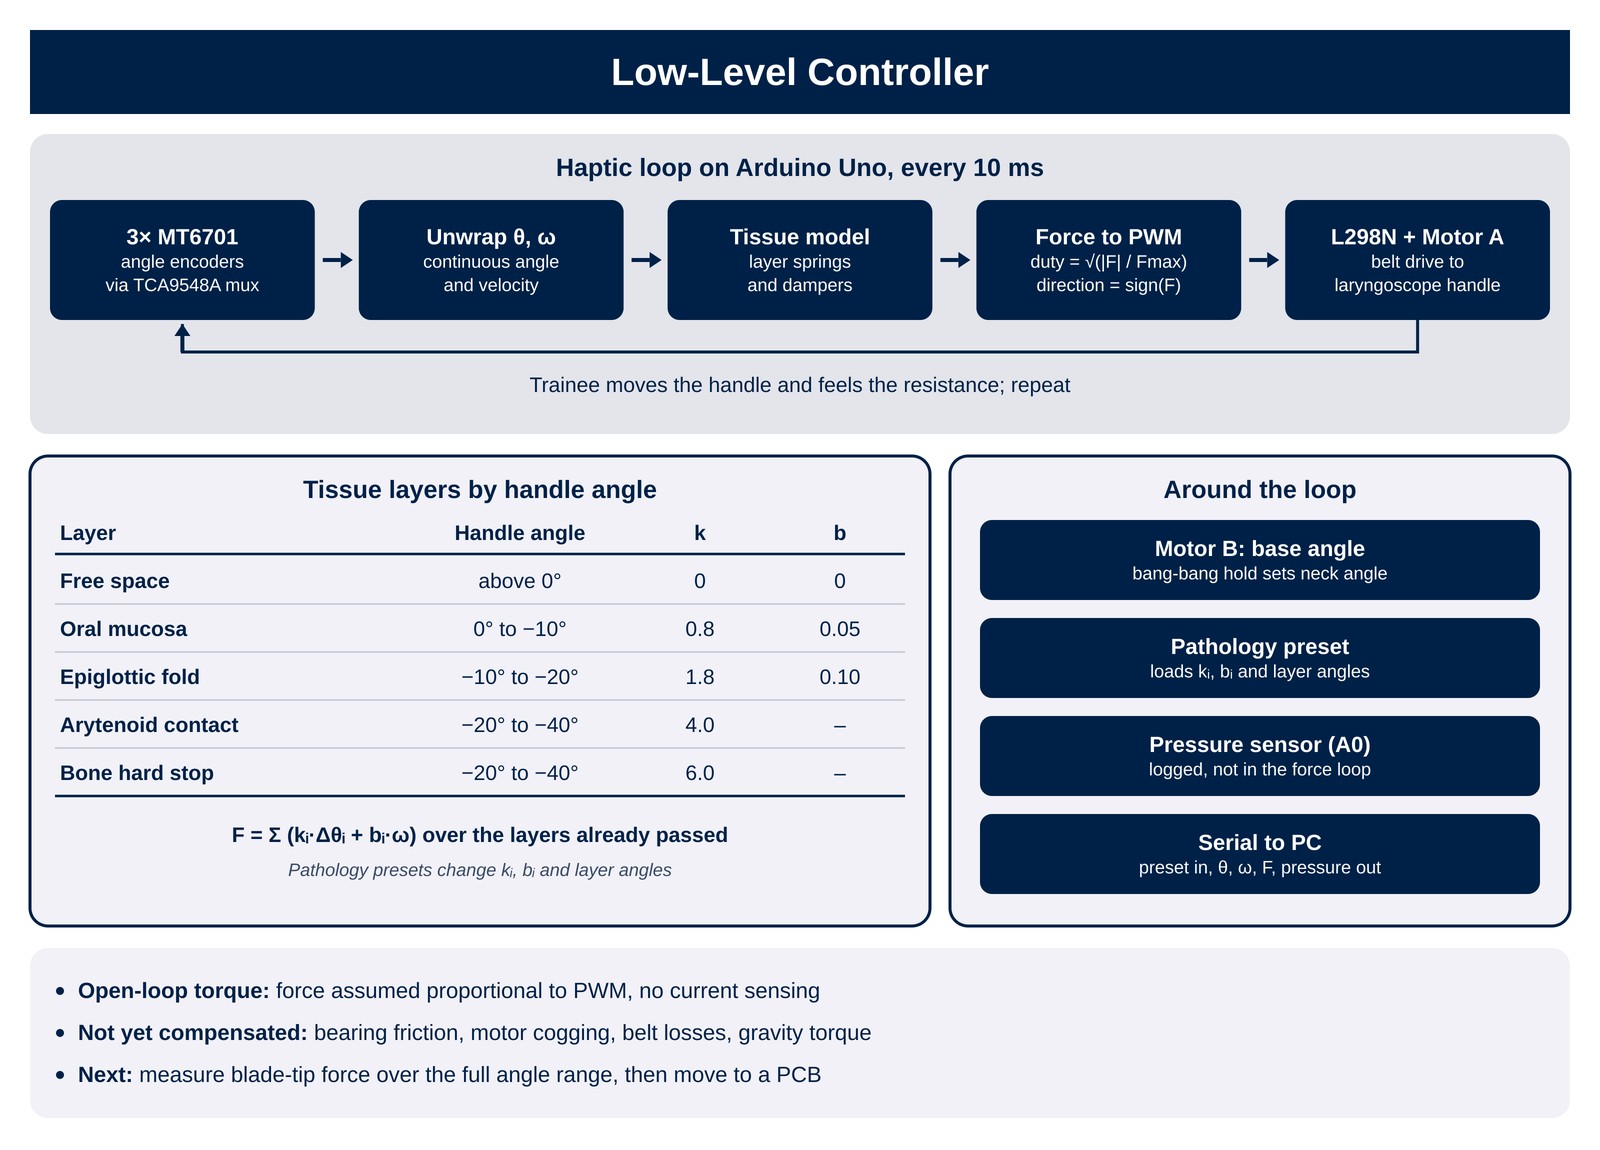 Low-Level Controller
Haptic loop on Arduino Uno, every 10 ms
3× MT6701
angle encoders
via TCA9548A mux
Unwrap θ, ω
continuous angle
and velocity
Tissue model
layer springs
and dampers
Force to PWM
duty = √(|F| / Fmax)
direction = sign(F)
L298N + Motor A
belt drive to
laryngoscope handle
Trainee moves the handle and feels the resistance; repeat
Tissue layers by handle angle
Layer Handle angle k b
Free space above 0° 0 0
Oral mucosa 0° to −10° 0.8 0.05
Epiglottic fold −10° to −20° 1.8 0.10
Arytenoid contact −20° to −40° 4.0 –
Bone hard stop −20° to −40° 6.0 –
F = Σ (kᵢ·Δθᵢ + bᵢ·ω) over the layers already passed
Pathology presets change kᵢ, bᵢ and layer angles
Around the loop
Motor B: base angle
bang-bang hold sets neck angle
Pathology preset
loads kᵢ, bᵢ and layer angles
Pressure sensor (A0)
logged, not in the force loop
Serial to PC
preset in, θ, ω, F, pressure out
• Open-loop torque: force assumed proportional to PWM, no current sensing
• Not yet compensated: bearing friction, motor cogging, belt losses, gravity torque
• Next: measure blade-tip force over the full angle range, then move to a PCB